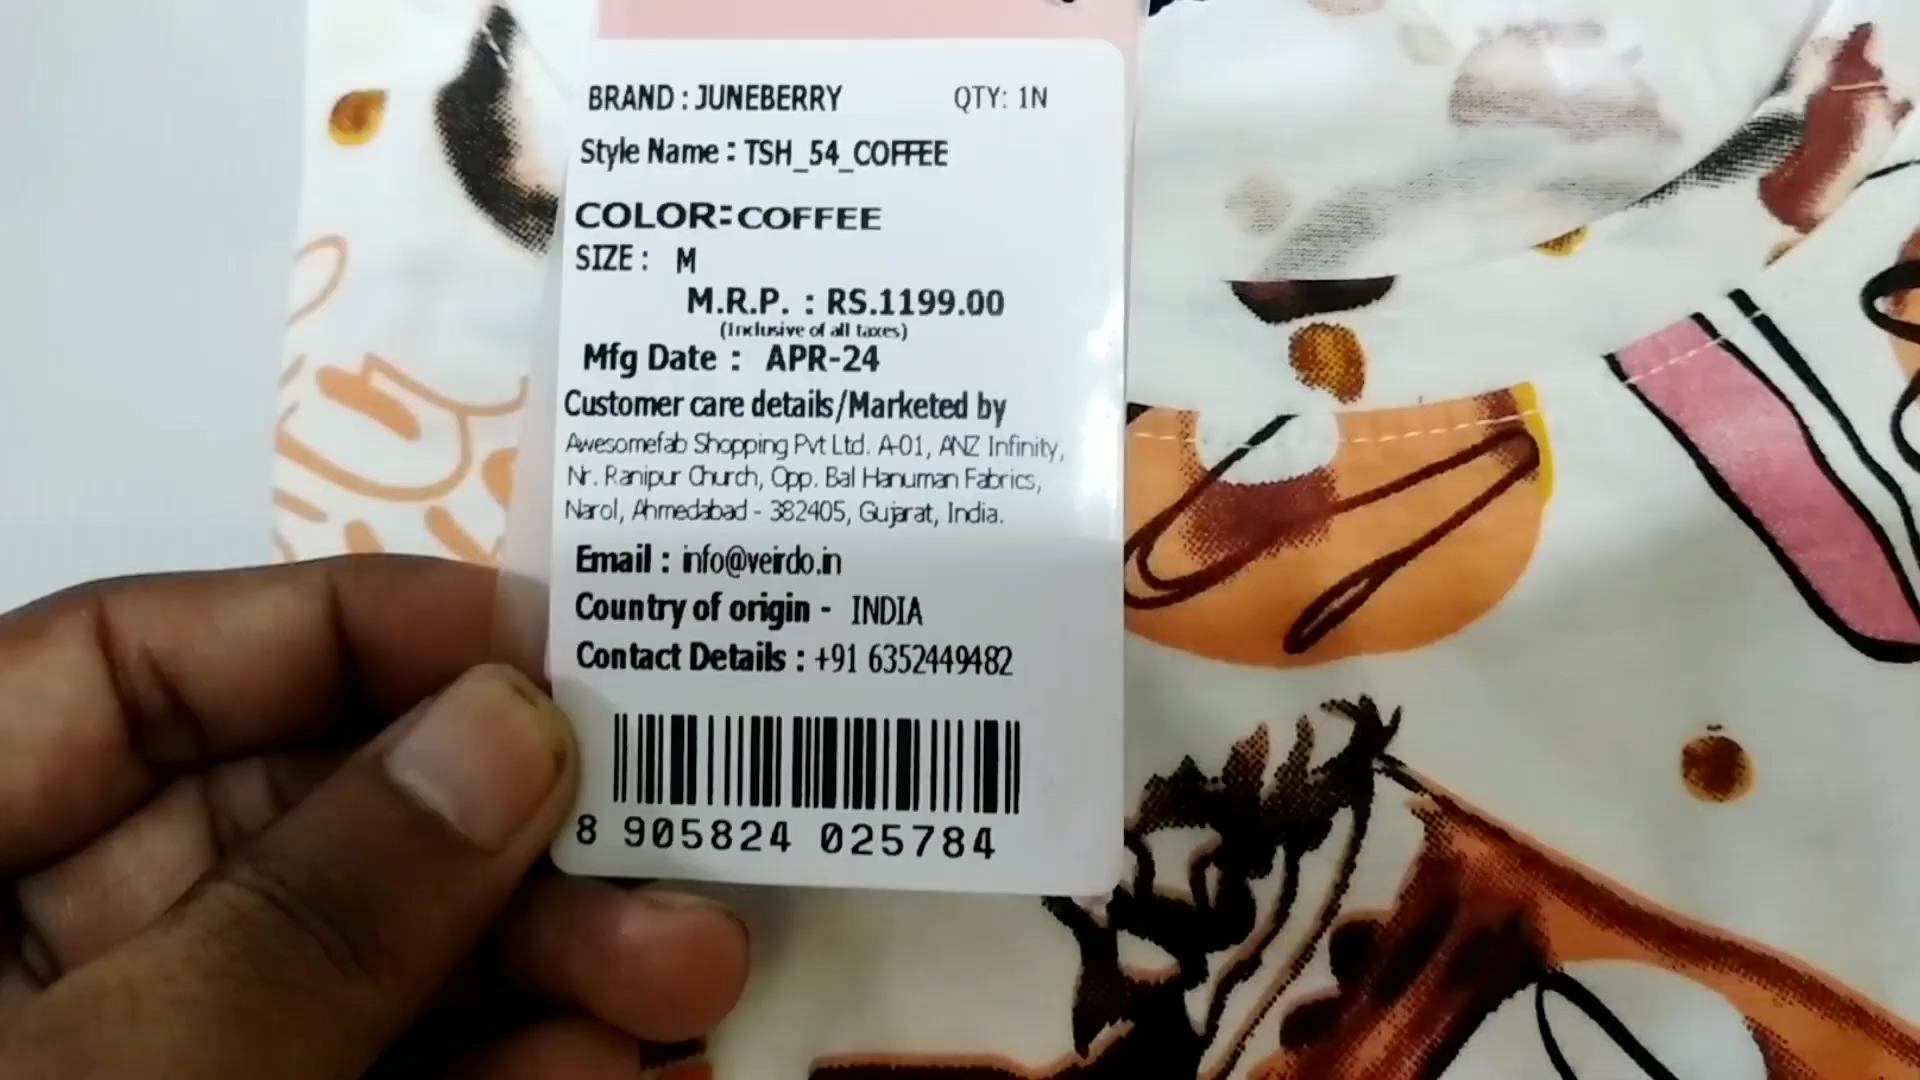 BRAND : JUNEBERRY QTY: 1N
Style Name : TSH_54_COFFEE
COLOR:COFFEE
SIZE : M
M.R.P. : RS.1199.00
(Inclusive of all taxes)
Mfg Date : APR-24
Customer care details/Marketed by
Awesomefab Shopping Pvt Ltd. A-01, ANZ Infinity,
Nr. Ranipur Church, Opp. Bal Hanuman Fabrics,
Narol, Ahmedabad - 382405, Gujarat, India.
Email : info@veirdo.in
Country of origin - INDIA
Contact Details : +91 6352449482
8 905824 025784